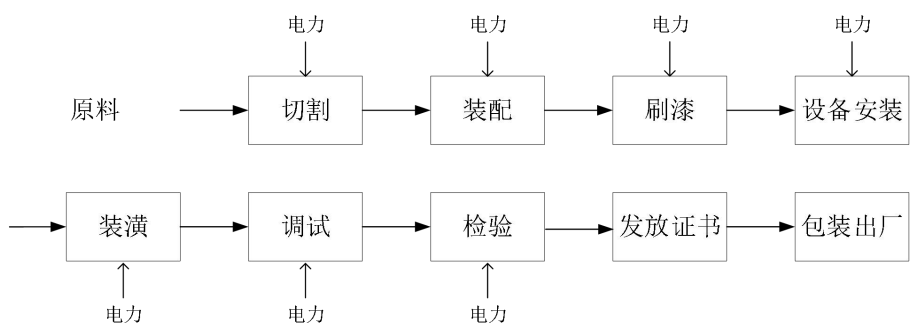 电力 电力 电力 电力
原料 切割 装配 刷漆 设备安装
装潢 调试 检验 发放证书 包装出厂
电力 电力 电力